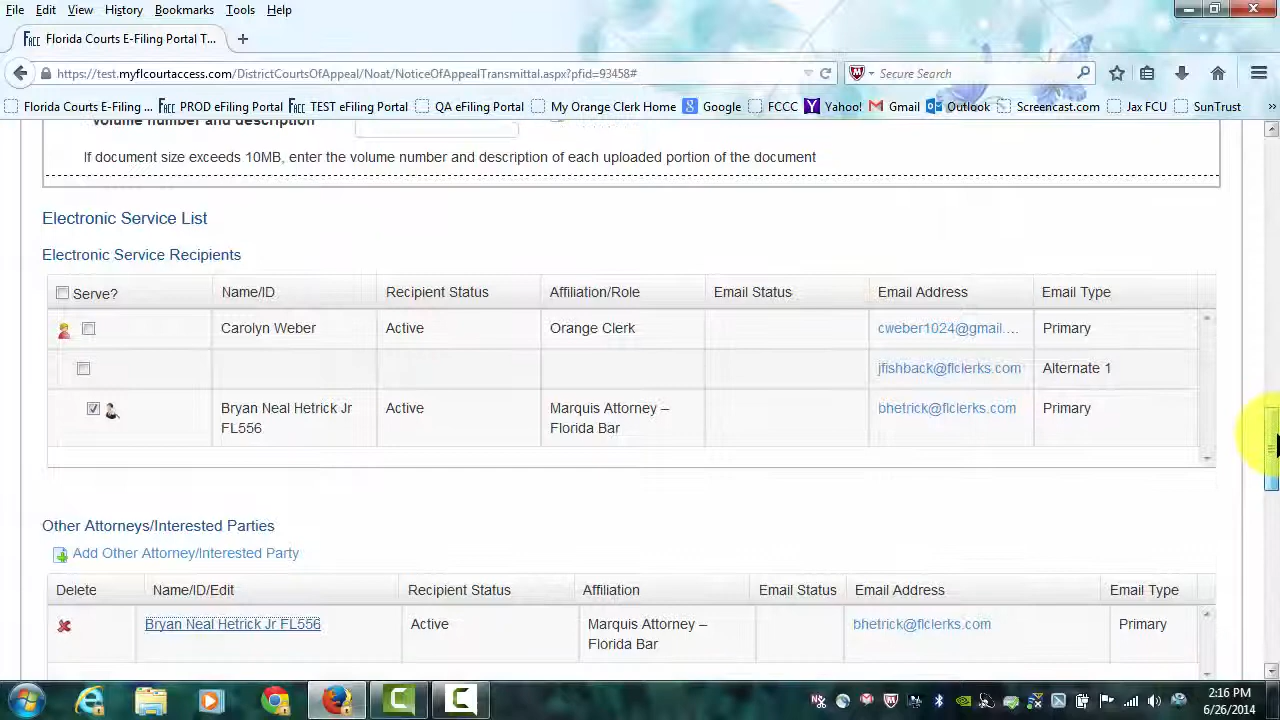 File Edit View History Bookmarks Tools Help
Florida Courts E-Filing Portal T...
https://test.myflcourtaccess.com/DistrictCourtsOfAppeal/Noat/NoticeOfAppealTransmittal.aspx?pfid=93458#
Secure Search
Florida Courts E-Filing ... PROD eFiling Portal TEST eFiling Portal QA eFiling Portal My Orange Clerk Home Google FCCC Yahoo! Gmail Outlook Screencast.com Jax FCU SunTrust
Volume number and description
If document size exceeds 10MB, enter the volume number and description of each uploaded portion of the document
Electronic Service List
Electronic Service Recipients
Serve? Name/ID Recipient Status Affiliation/Role Email Status Email Address Email Type
Carolyn Weber Active Orange Clerk cweber1024@gmail.... Primary
jfishback@flclerks.com Alternate 1
Bryan Neal Hetrick Jr Active Marquis Attorney – bhetrick@flclerks.com Primary
FL556 Florida Bar
Other Attorneys/Interested Parties
Add Other Attorney/Interested Party
Delete Name/ID/Edit Recipient Status Affiliation Email Status Email Address Email Type
Bryan Neal Hetrick Jr FL556 Active Marquis Attorney – bhetrick@flclerks.com Primary
Florida Bar
2:16 PM
6/26/2014